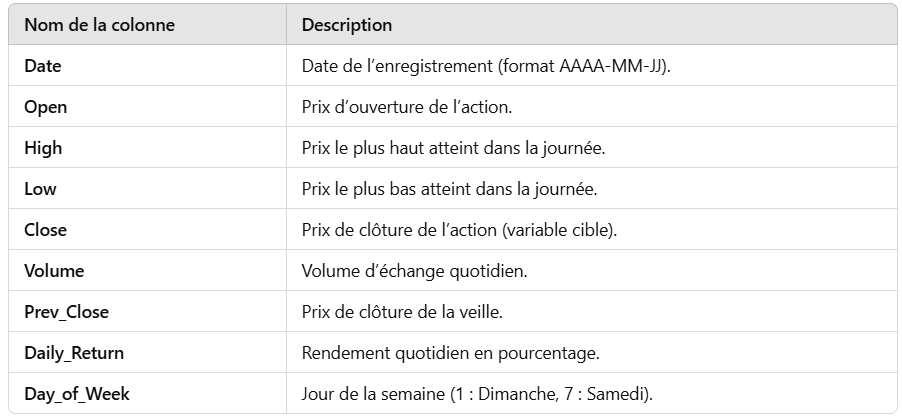 Nom de la colonne Description
Date Date de l’enregistrement (format AAAA-MM-JJ).
Open Prix d’ouverture de l’action.
High Prix le plus haut atteint dans la journée.
Low Prix le plus bas atteint dans la journée.
Close Prix de clôture de l’action (variable cible).
Volume Volume d’échange quotidien.
Prev_Close Prix de clôture de la veille.
Daily_Return Rendement quotidien en pourcentage.
Day_of_Week Jour de la semaine (1 : Dimanche, 7 : Samedi).